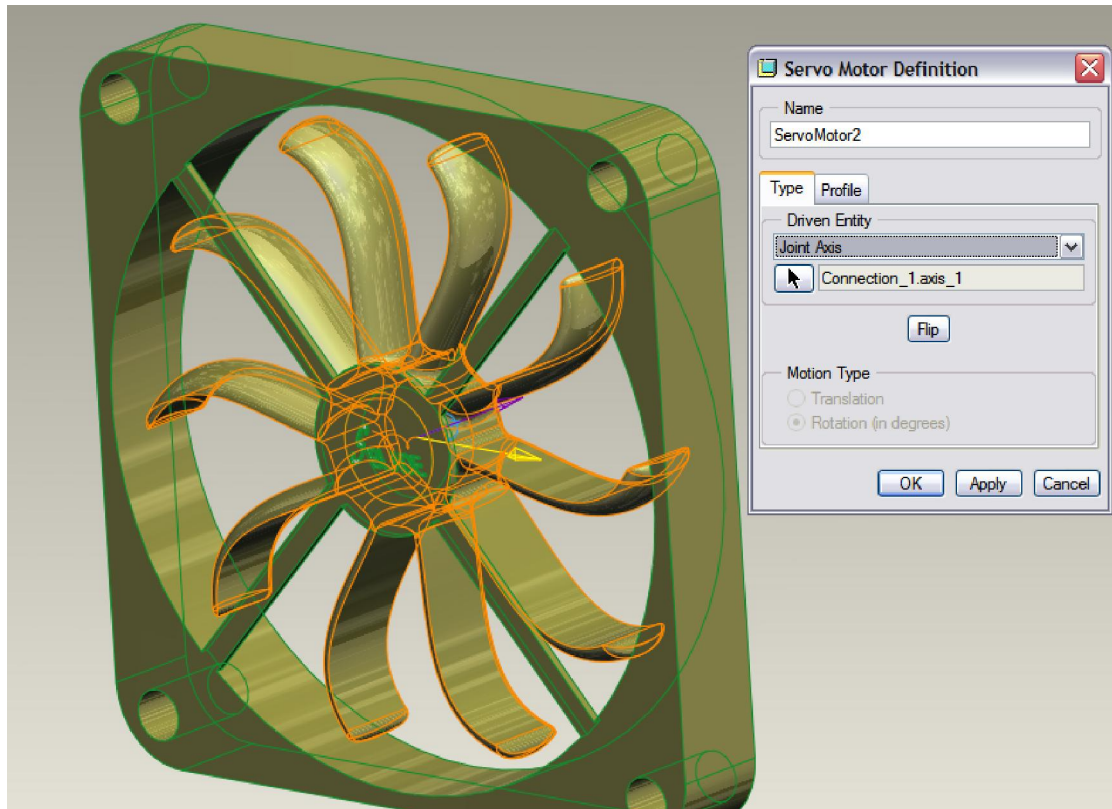 Servo Motor Definition
Name
ServoMotor2
Type Profile
Driven Entity
Joint Axis
Connection_1.axis_1
Flip
Motion Type
Translation
Rotation (in degrees)
OK Apply Cancel